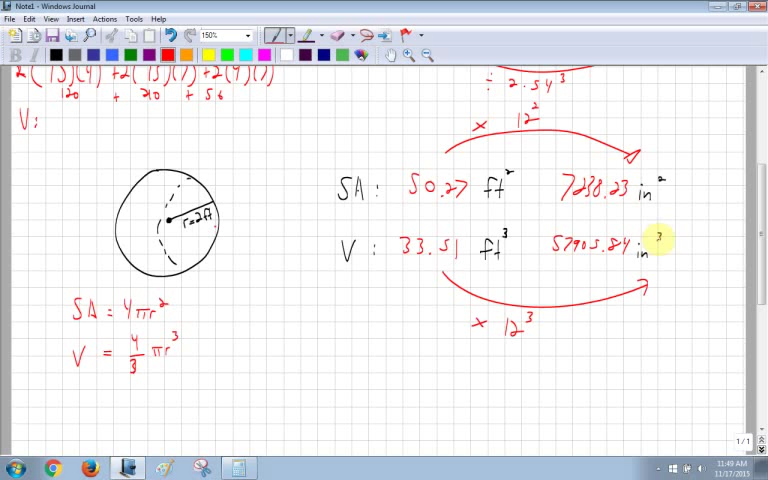 Note1 - Windows Journal
File Edit View Insert Actions Tools Help
150%
2(15)(4) + 2(15)(7) + 2(4)(7)
120 + 210 + 56
÷ 2.54³
V:
× 12²
r=2ft
SA: 50.27 ft² 7238.23 in²
V: 33.51 ft³ 57905.84 in³
× 12³
SA = 4πr²
V = 4/3 πr³
1 / 1
11:49 AM
11/17/2015